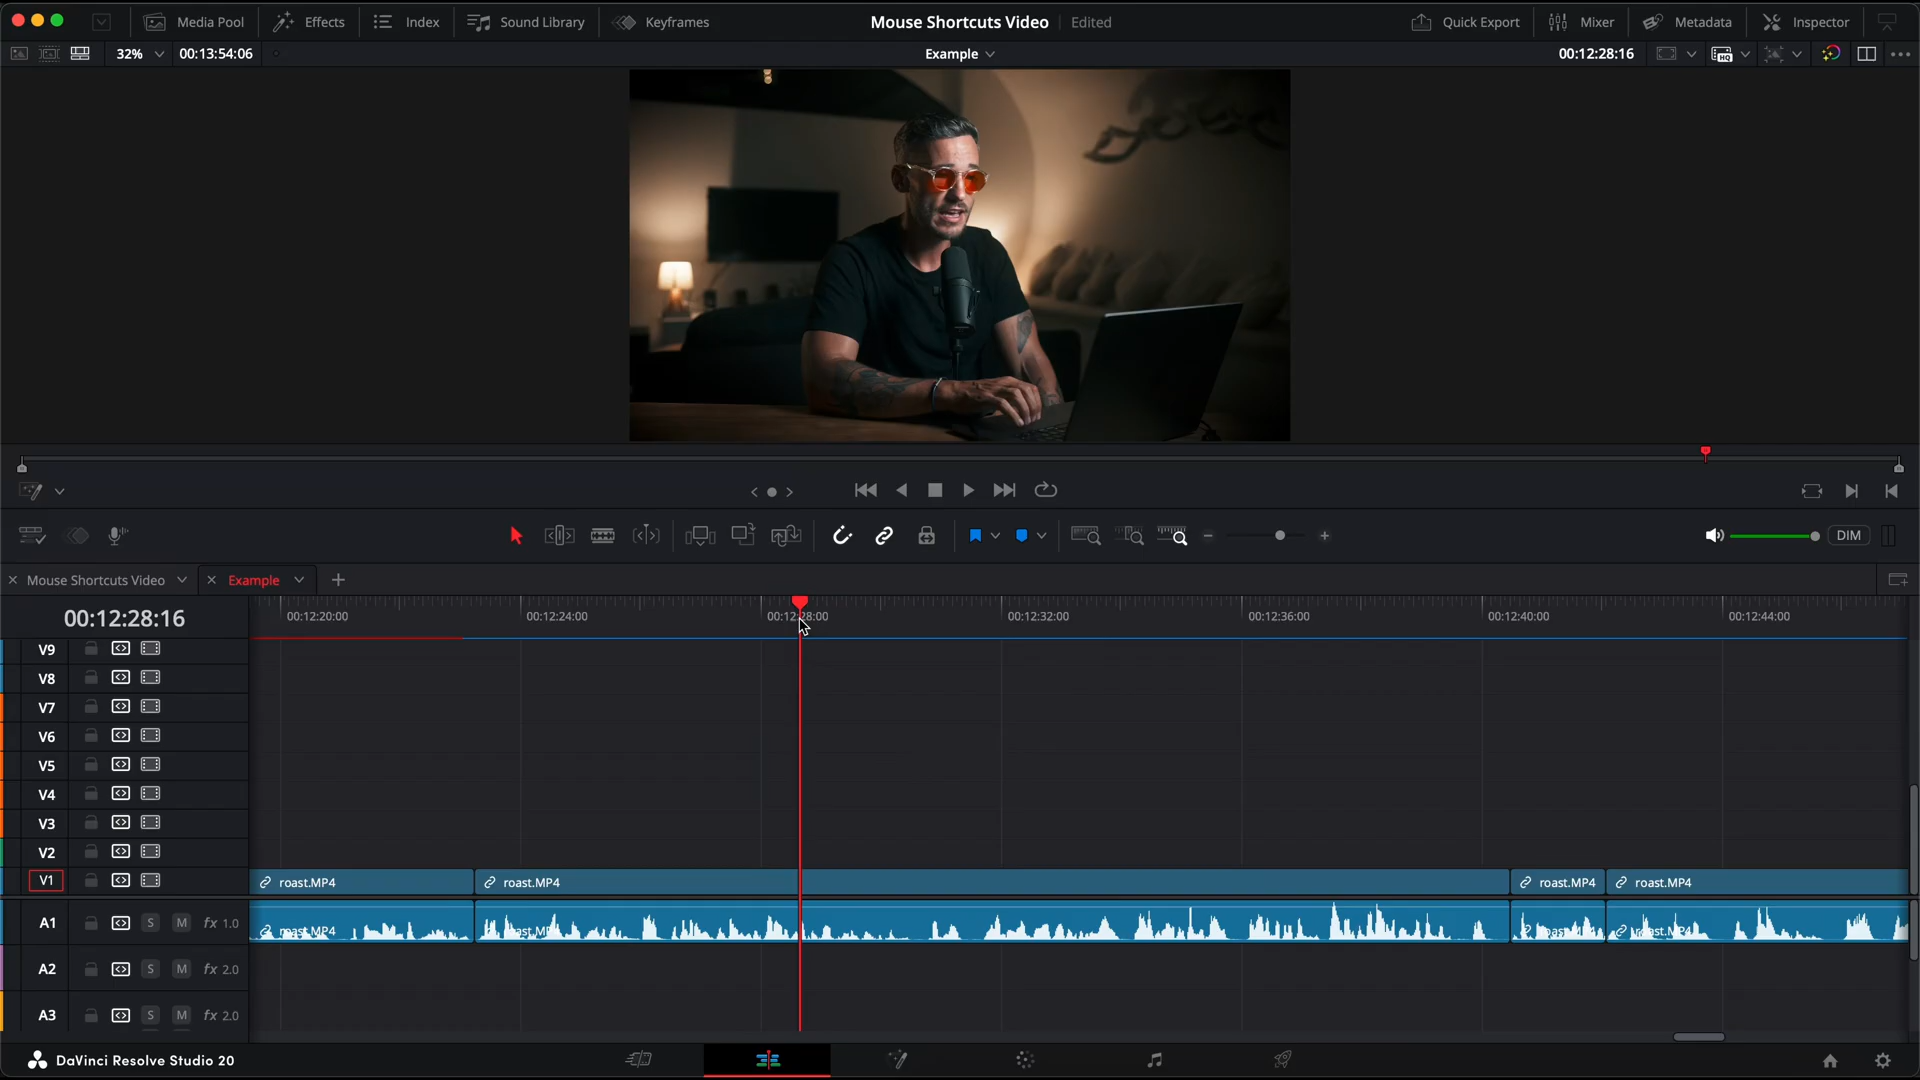 Media Pool Effects Index Sound Library Keyframes Mouse Shortcuts Video Edited Quick Export Mixer Metadata Inspector
32% 00:13:54:06 Example 00:12:28:16 HQ
DIM
Mouse Shortcuts Video Example
00:12:28:16 00:12:20:00 00:12:24:00 00:12:28:00 00:12:32:00 00:12:36:00 00:12:40:00 00:12:44:00
V9
V8
V7
V6
V5
V4
V3
V2
V1 roast.MP4 roast.MP4 roast.MP4 roast.MP4
A1 S M fx 1.0
roast.MP4 roast.MP4 roast.MP4 roast.MP4
A2 S M fx 2.0
A3 S M fx 2.0
DaVinci Resolve Studio 20